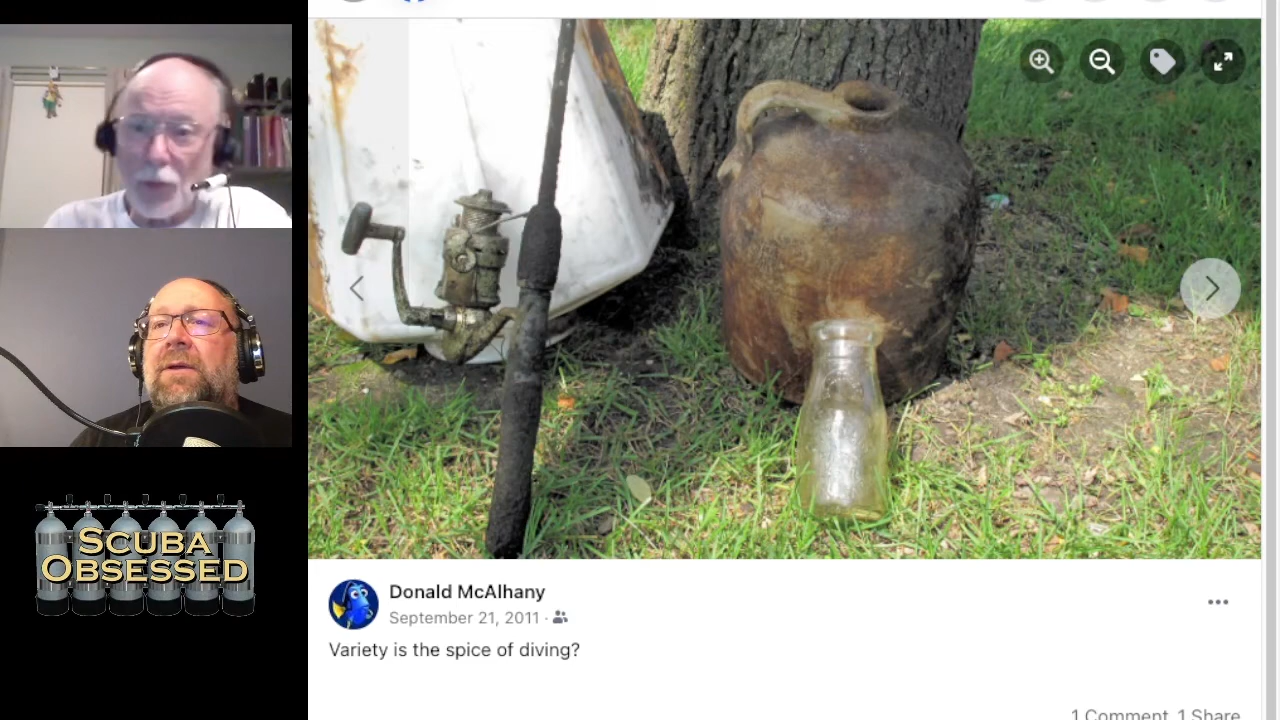 SCUBA
OBSESSED
Donald McAlhany
September 21, 2011 ·
Variety is the spice of diving?
1 Comment 1 Share